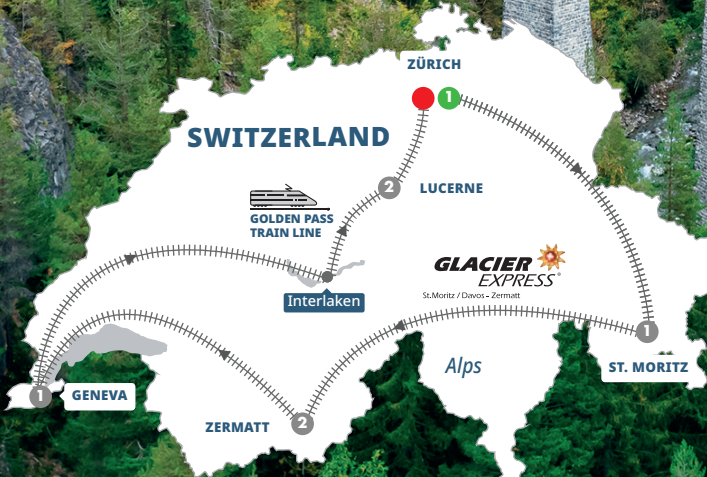 ZÜRICH
1
SWITZERLAND
2
LUCERNE
GOLDEN PASS
TRAIN LINE
GLACIER
EXPRESS®
St.Moritz / Davos - Zermatt
Interlaken
1
ST. MORITZ
Alps
1
GENEVA
ZERMATT
2